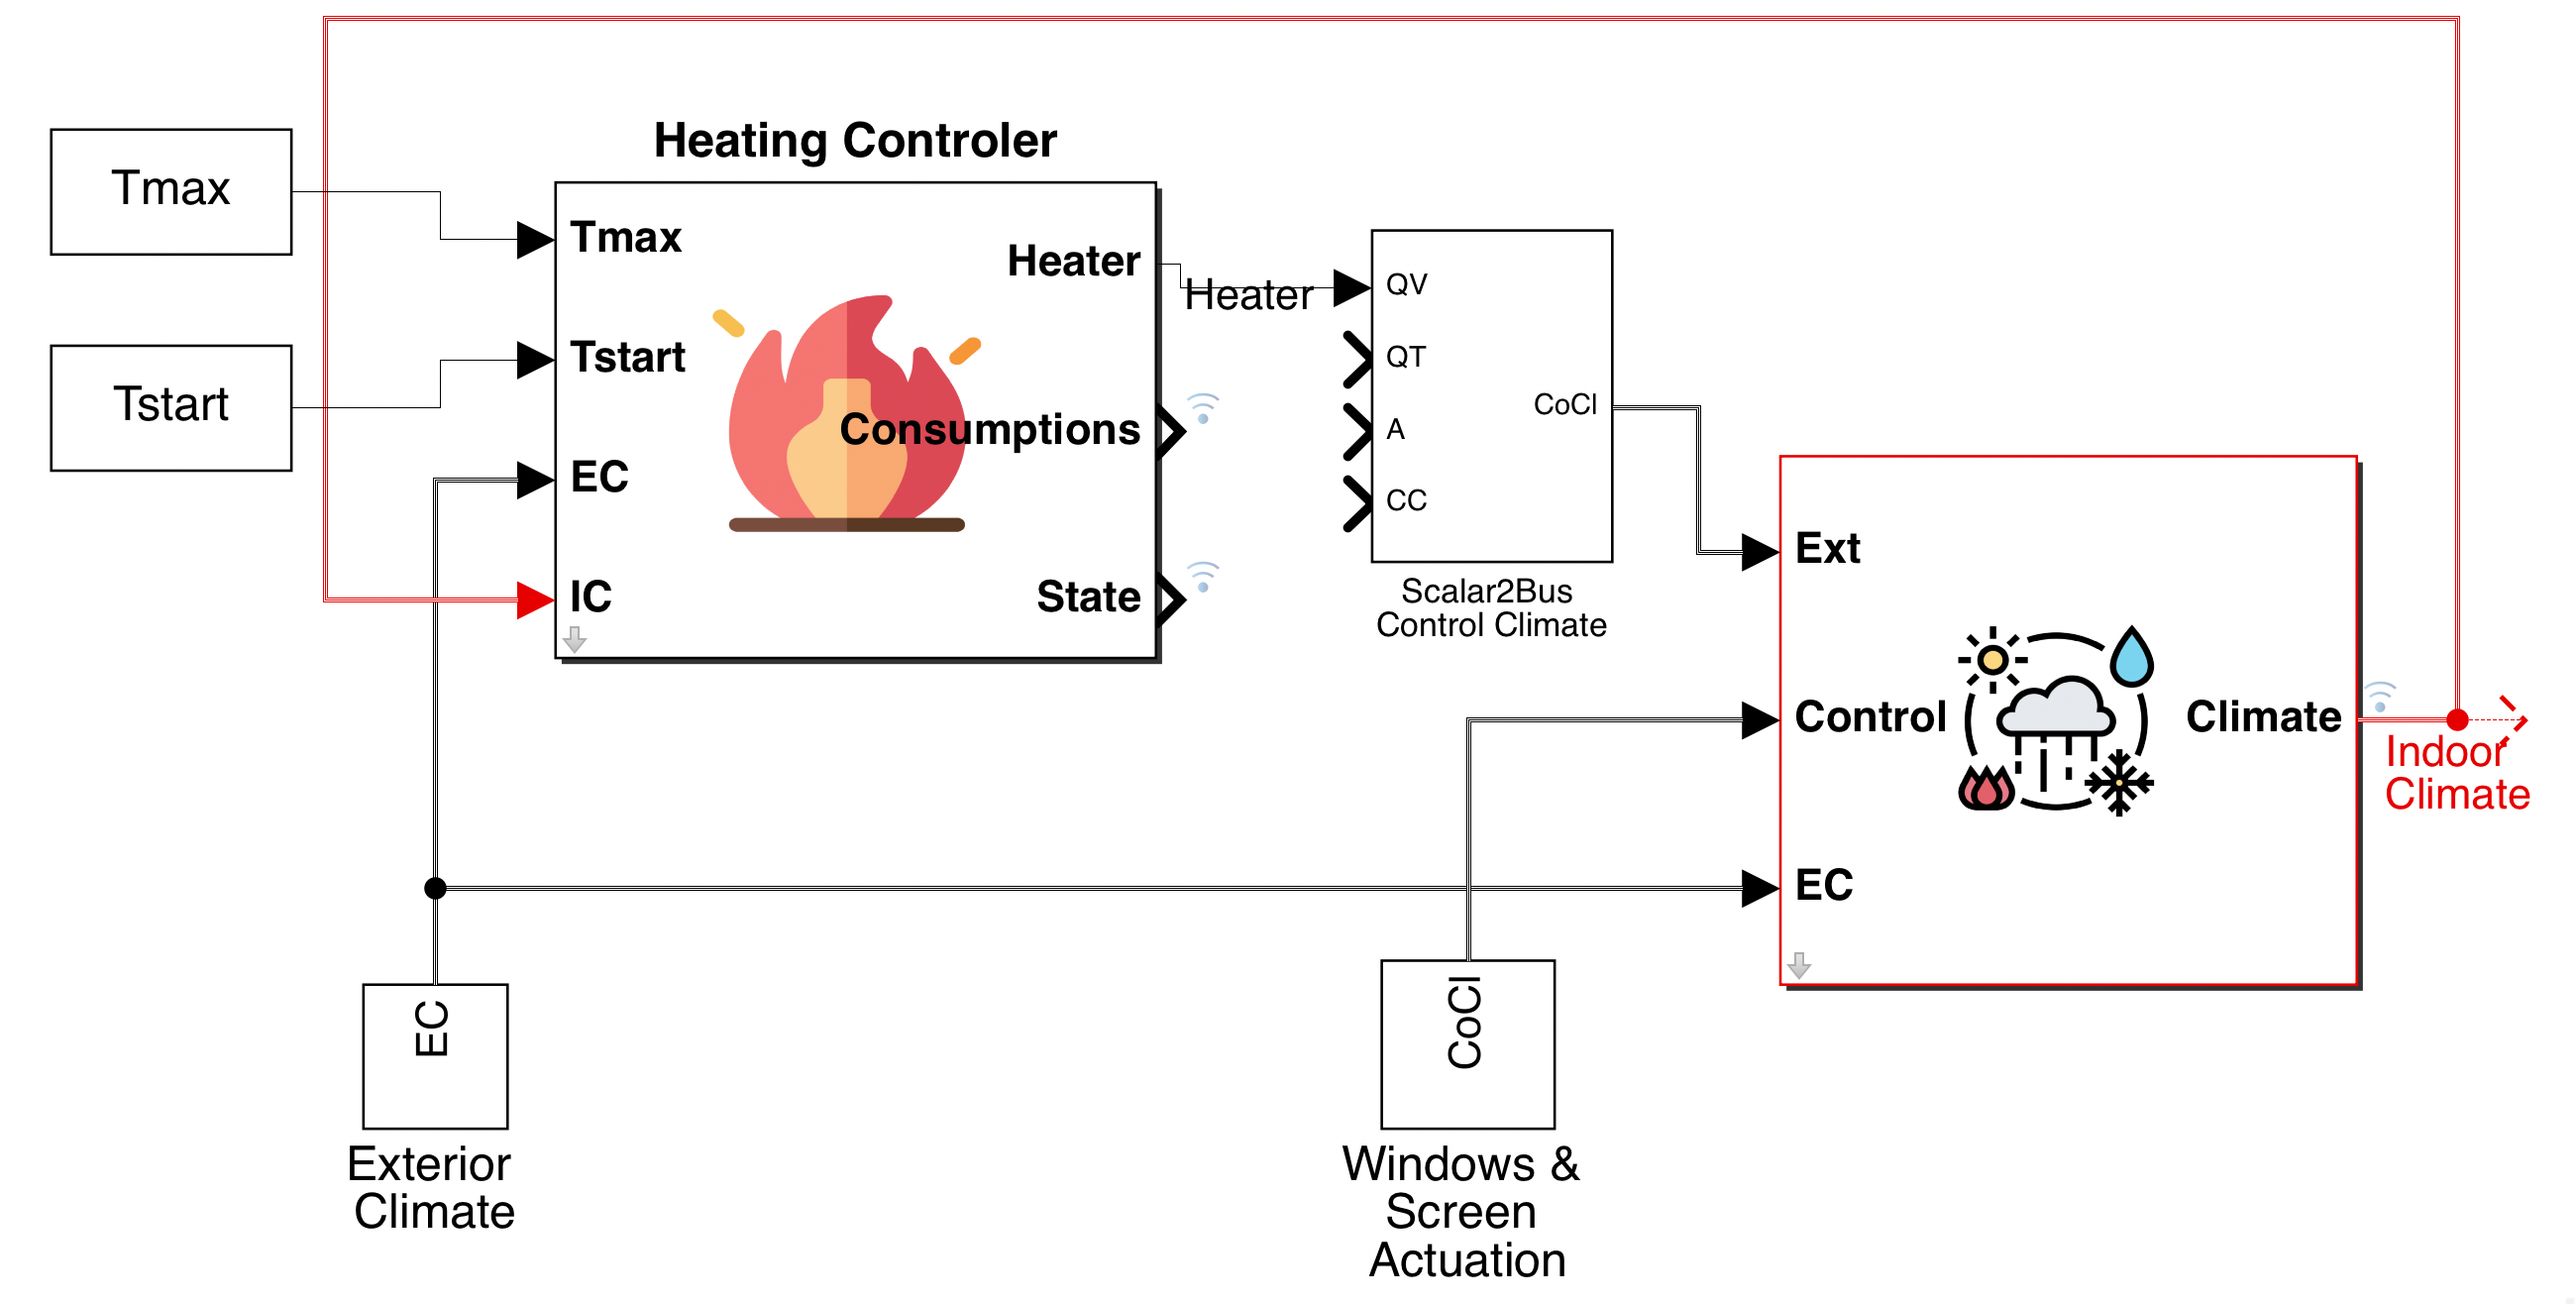 Tmax
Tstart
Heating Controler
Tmax
Tstart
EC
IC
Heater
Consumptions
State
Heater
QV
QT
A
CC
CoCl
Scalar2Bus
Control Climate
Ext
Control
EC
Climate
Indoor
Climate
EC
Exterior
Climate
CoCl
Windows &
Screen
Actuation